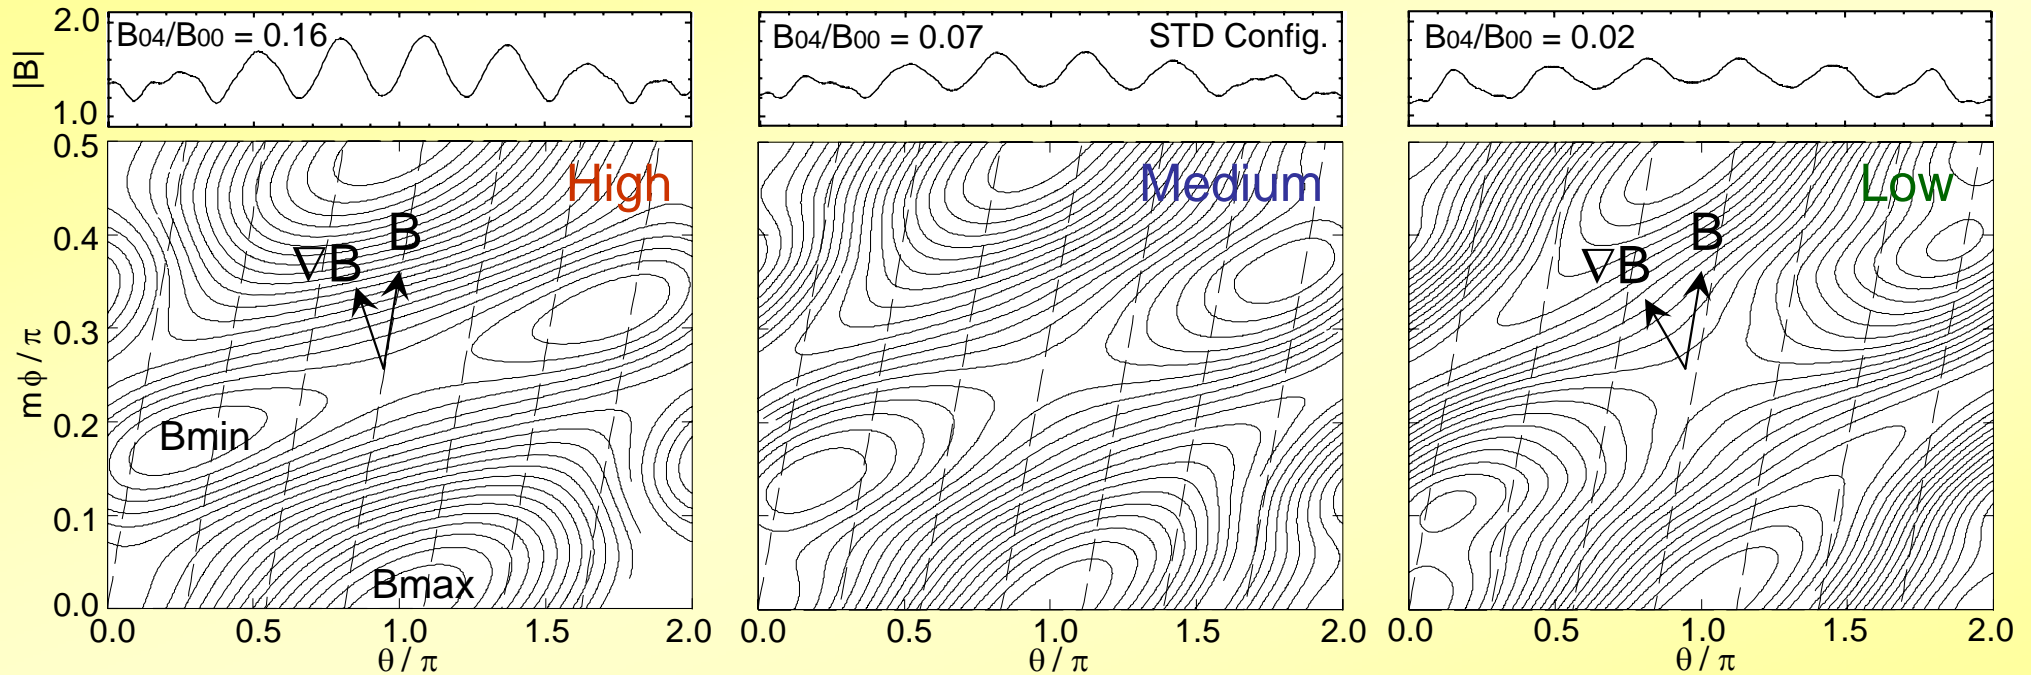 2.0
1.0
|B|
B04/B00 = 0.16
B04/B00 = 0.07
STD Config.
B04/B00 = 0.02
0.5
0.4
0.3
0.2
0.1
0.0
mϕ/π
High
∇B
B
Bmin
Bmax
Medium
Low
∇B
B
0.0 0.5 1.0 1.5 2.0
θ/π
0.0 0.5 1.0 1.5 2.0
θ/π
0.0 0.5 1.0 1.5 2.0
θ/π